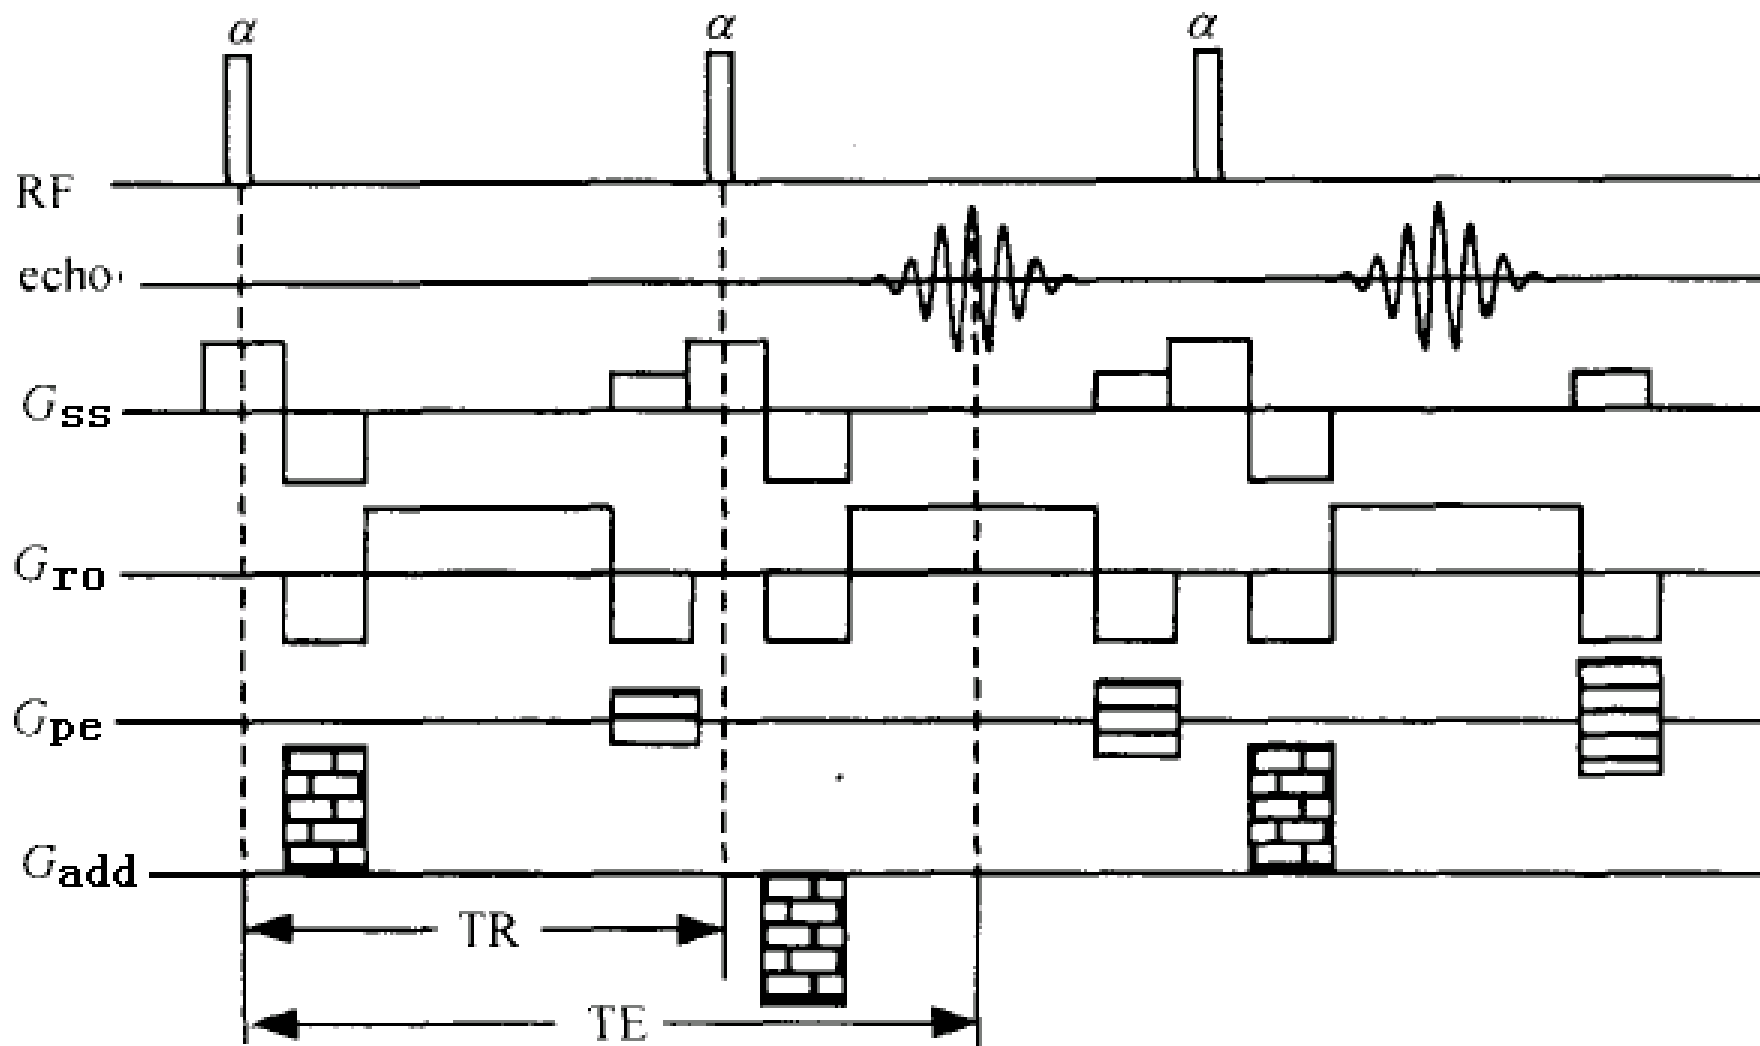 α α α
RF
echo
Gss
Gro
Gpe
Gadd
TR
TE